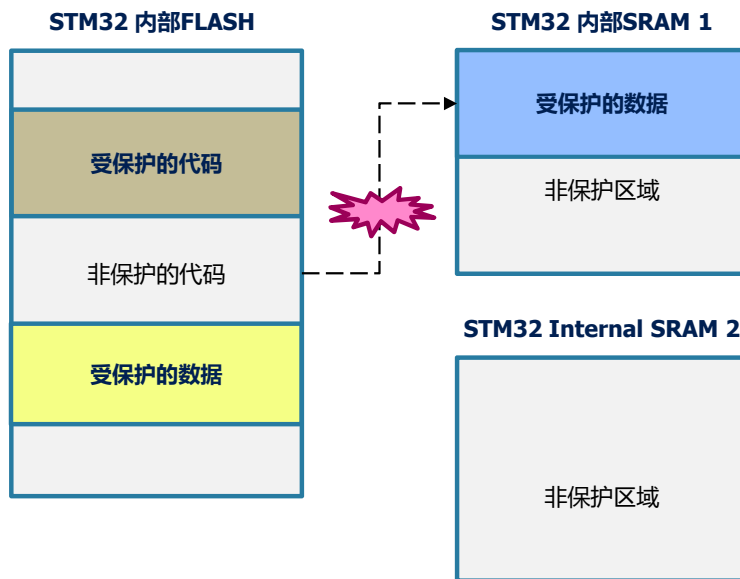 STM32 内部FLASH
受保护的代码
非保护的代码
受保护的数据
STM32 内部SRAM 1
受保护的数据
非保护区域
STM32 Internal SRAM 2
非保护区域